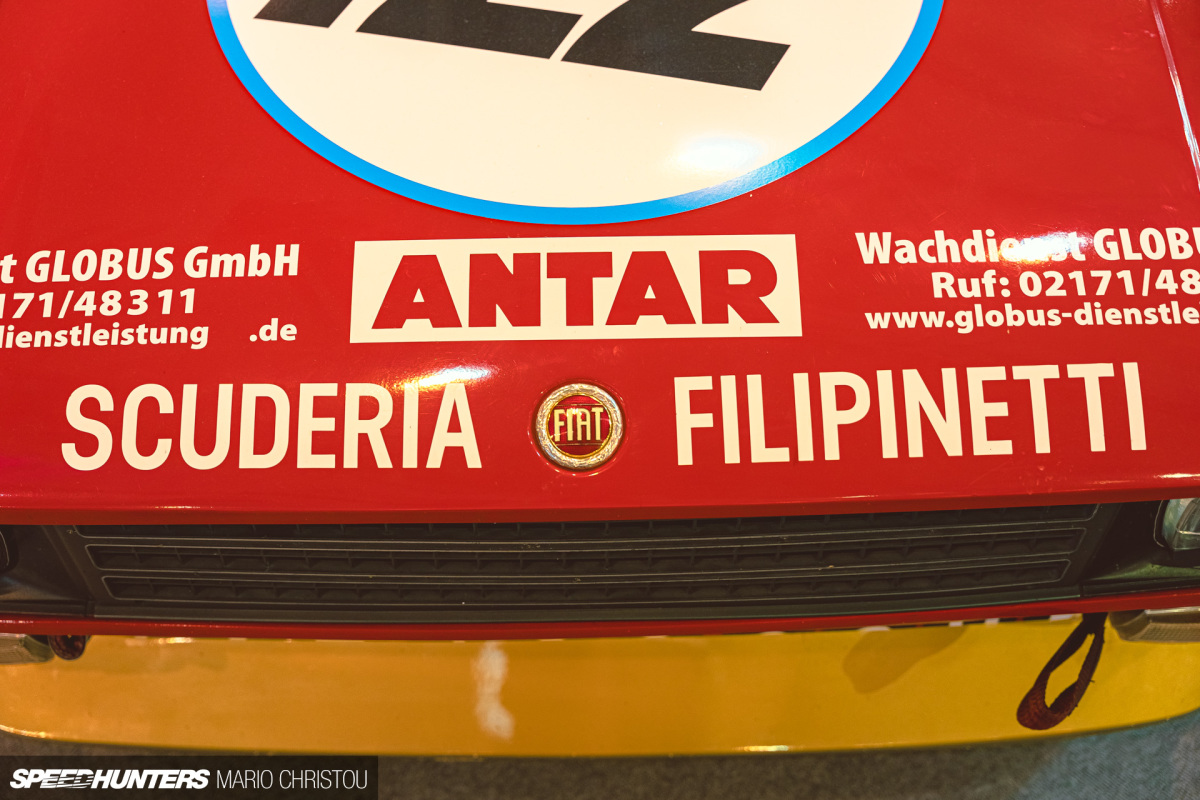 t GLOBUS GmbH
171/48311
dienstleistung .de
ANTAR
Wachdienst GLOBU
Ruf: 02171/48
www.globus-dienstle
SCUDERIA FIAT FILIPINETTI
SPEEDHUNTERS MARIO CHRISTOU